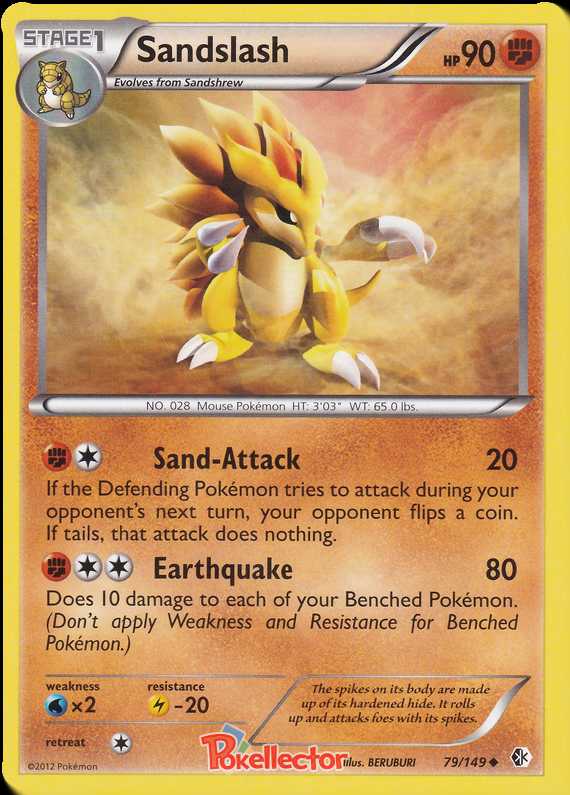 STAGE1
Sandslash
HP 90
Evolves from Sandshrew
NO. 028 Mouse Pokémon HT: 3'03" WT: 65.0 lbs.
Sand-Attack 20
If the Defending Pokémon tries to attack during your
opponent's next turn, your opponent flips a coin.
If tails, that attack does nothing.
Earthquake 80
Does 10 damage to each of your Benched Pokémon.
(Don't apply Weakness and Resistance for Benched
Pokémon.)
weakness
×2
resistance
-20
retreat
The spikes on its body are made
up of its hardened hide. It rolls
up and attacks foes with its spikes.
©2012 Pokémon
Pokellector
Illus. BERUBURI
79/149